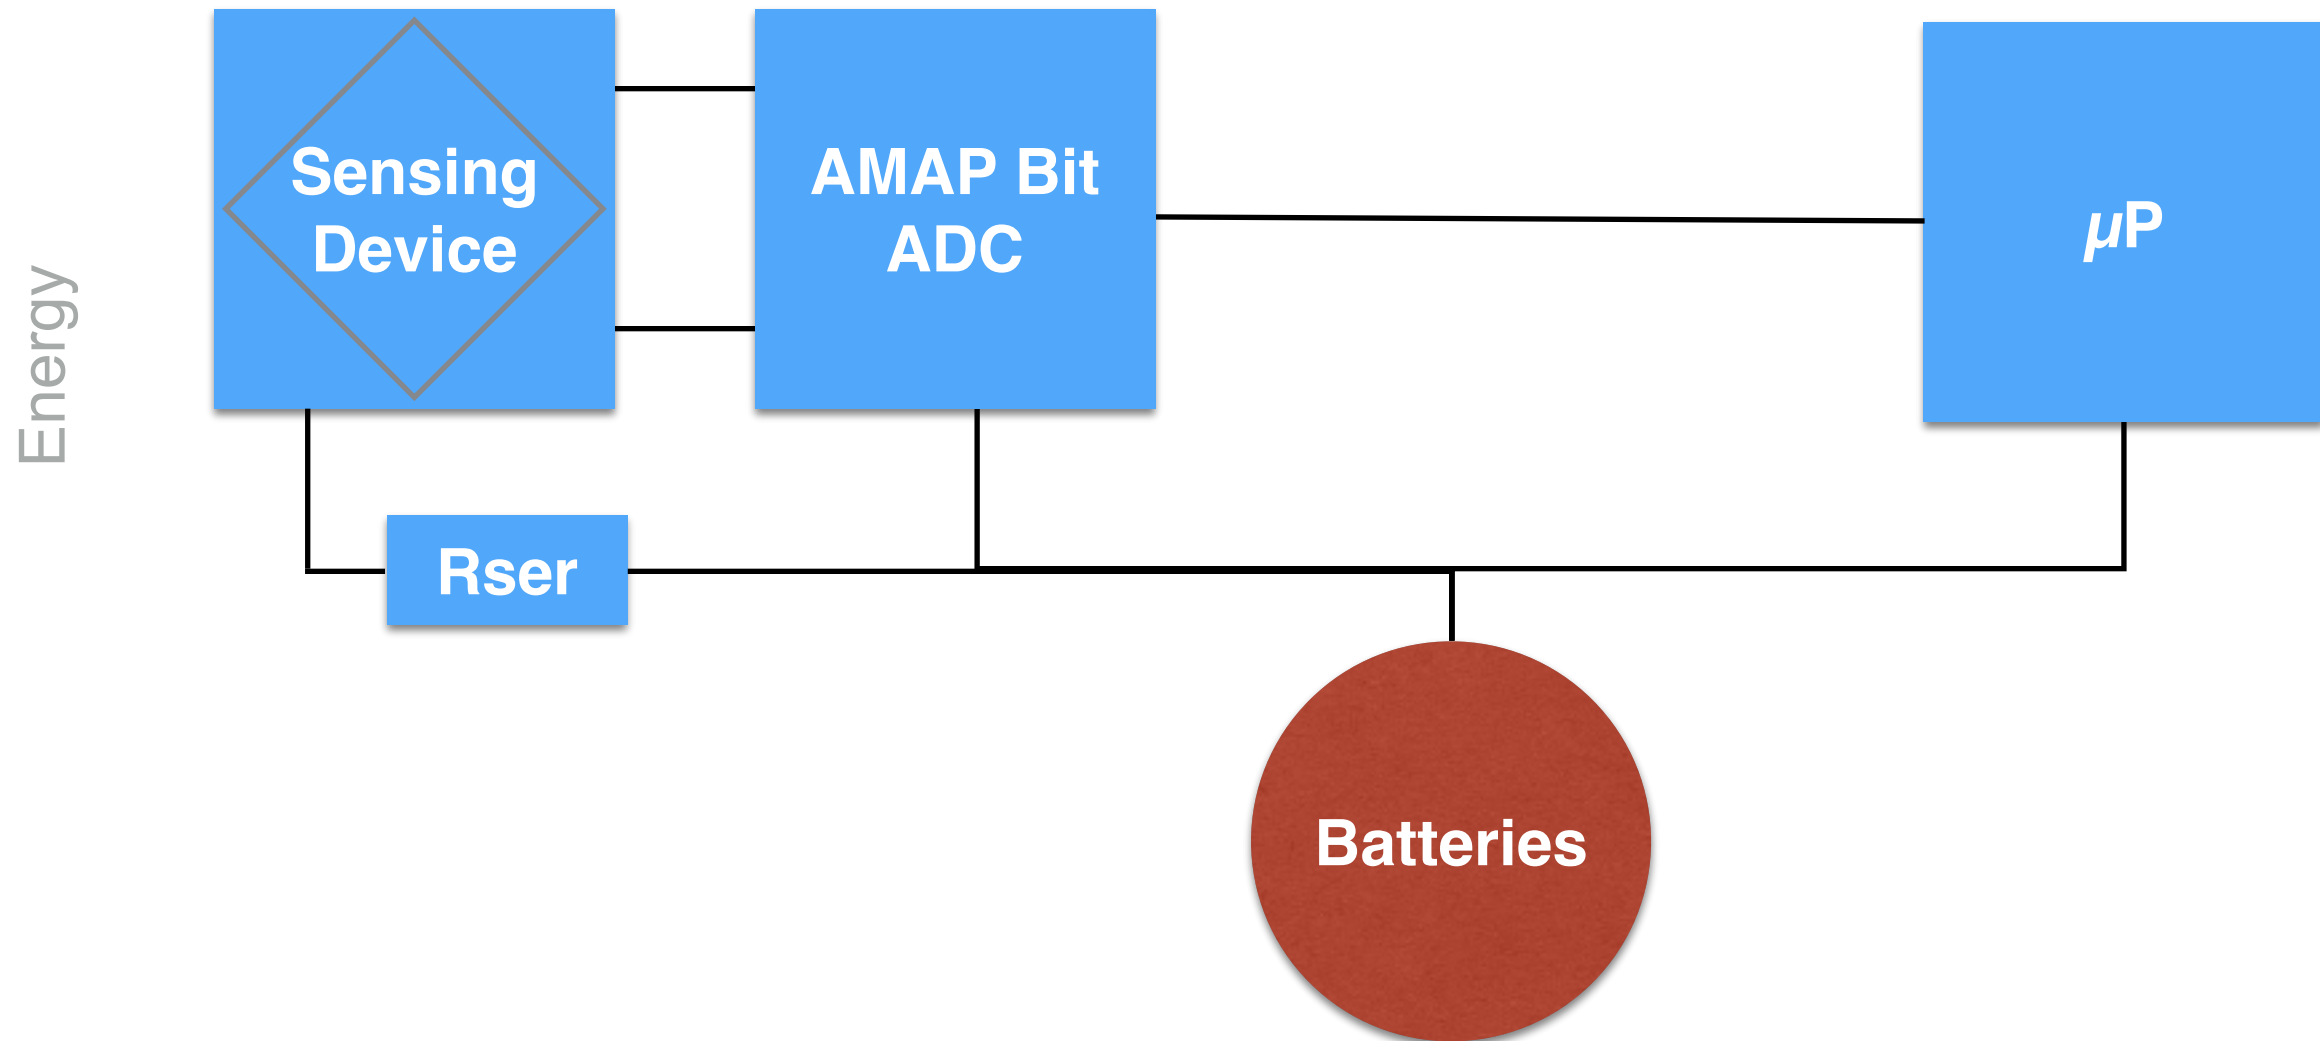 Energy
Sensing
Device
AMAP Bit
ADC
µP
Rser
Batteries